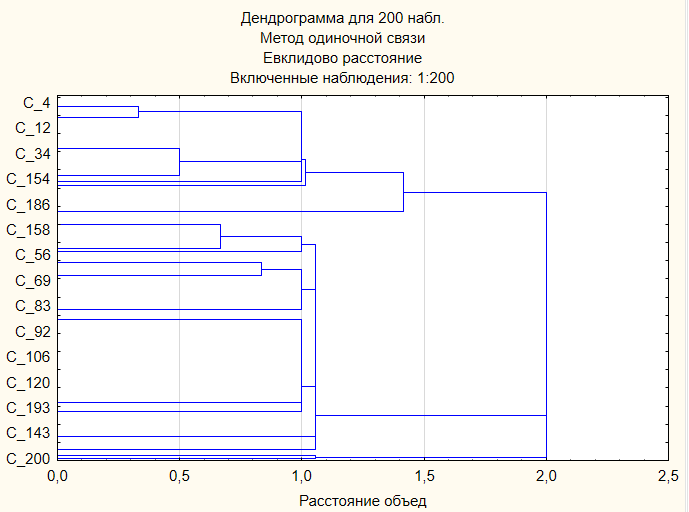 Дендрограмма для 200 набл.
Метод одиночной связи
Евклидово расстояние
Включенные наблюдения: 1:200
C_4
C_12
C_34
C_154
C_186
C_158
C_56
C_69
C_83
C_92
C_106
C_120
C_193
C_143
C_200
0,0 0,5 1,0 1,5 2,0 2,5
Расстояние объед